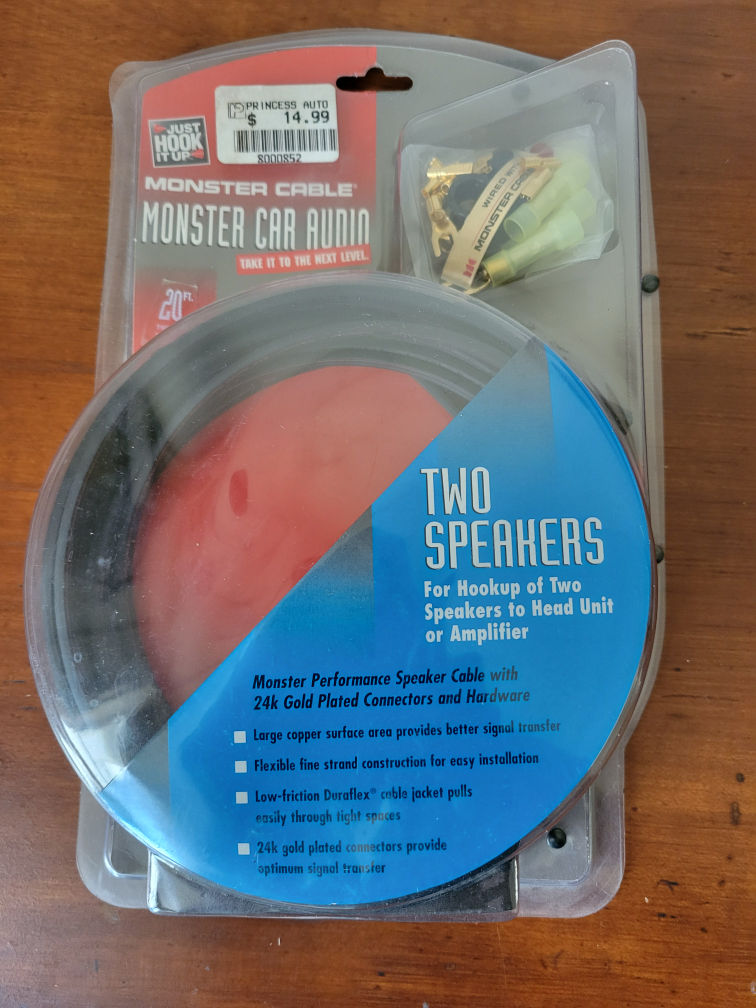 PRINCESS AUTO
$ 14.99
8000852
JUST
HOOK
IT UP
MONSTER CABLE®
MONSTER CAR AUDIO
TAKE IT TO THE NEXT LEVEL.
20 FT.
WIRED WITH
MONSTER CABLE
TWO
SPEAKERS
For Hookup of Two
Speakers to Head Unit
or Amplifier
Monster Performance Speaker Cable with
24k Gold Plated Connectors and Hardware
Large copper surface area provides better signal transfer
Flexible fine strand construction for easy installation
Low-friction Duraflex® cable jacket pulls
easily through tight spaces
24k gold plated connectors provide
optimum signal transfer